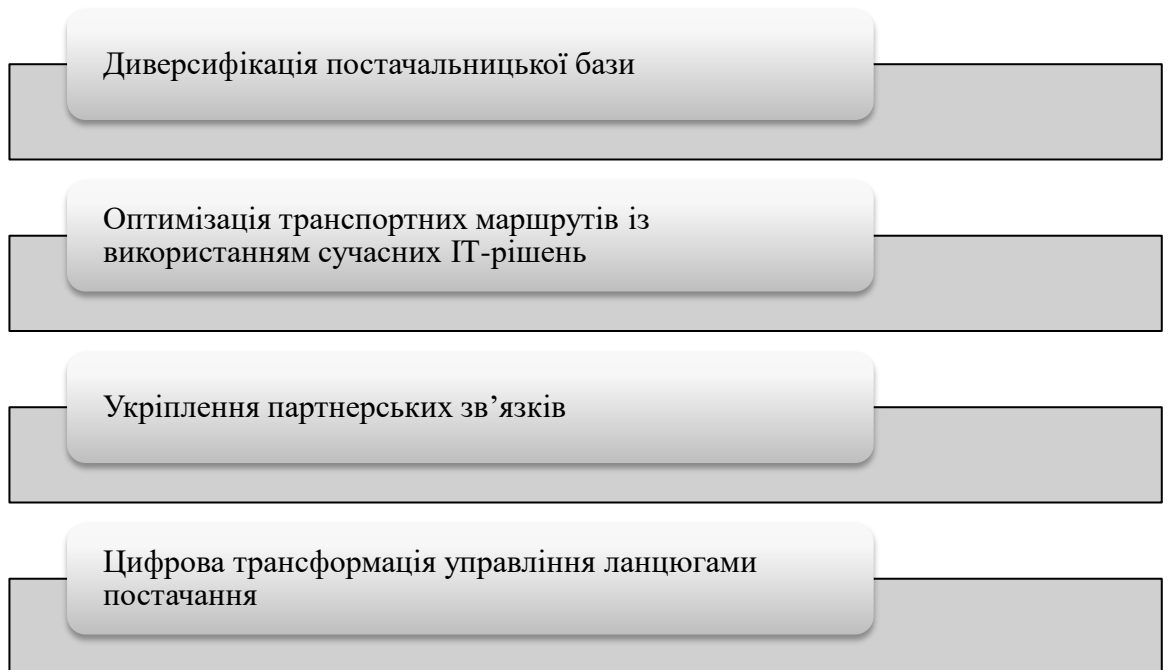 Диверсифікація постачальницької бази
Оптимізація транспортних маршрутів із
використанням сучасних ІТ-рішень
Укріплення партнерських зв’язків
Цифрова трансформація управління ланцюгами
постачання